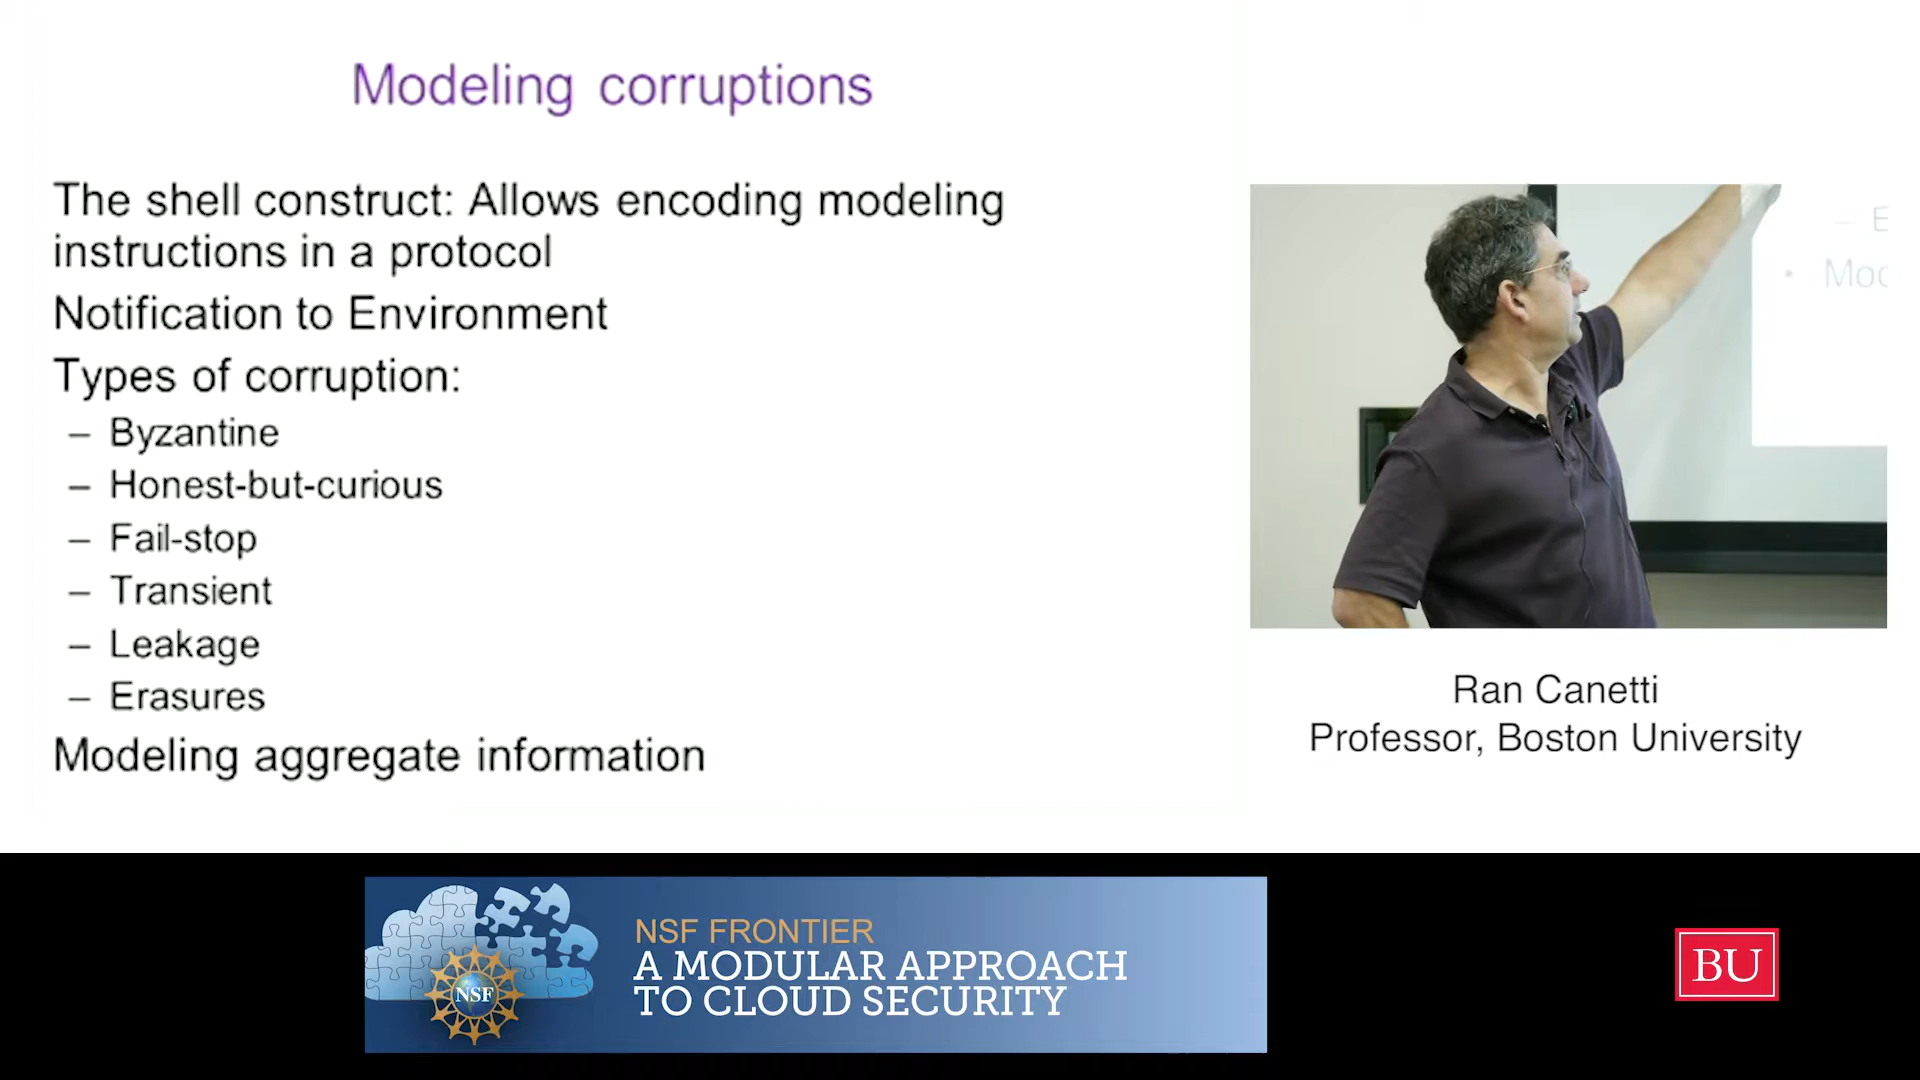 Modeling corruptions
The shell construct: Allows encoding modeling
instructions in a protocol
Notification to Environment
Types of corruption:
– Byzantine
– Honest-but-curious
– Fail-stop
– Transient
– Leakage
– Erasures
Modeling aggregate information
– E
Ran Canetti
Professor, Boston University
NSF
NSF FRONTIER
A MODULAR APPROACH
TO CLOUD SECURITY
BU